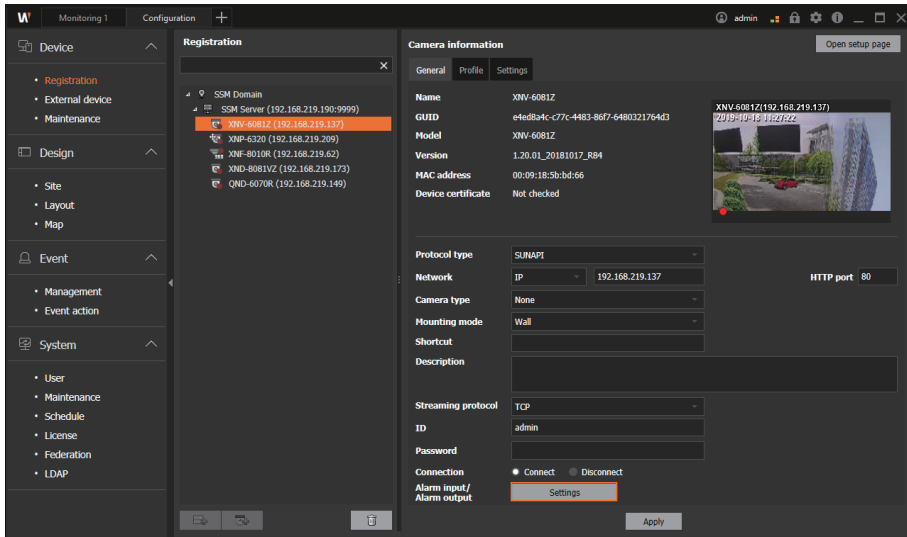 W Monitoring 1 Configuration admin
Device
• Registration
• External device
• Maintenance
Design
• Site
• Layout
• Map
Event
• Management
• Event action
System
• User
• Maintenance
• Schedule
• License
• Federation
• LDAP
Registration
SSM Domain
SSM Server (192.168.219.190:9999)
XNV-6081Z (192.168.219.137)
XNP-6320 (192.168.219.209)
XNF-8010R (192.168.219.62)
XND-8081VZ (192.168.219.173)
QND-6070R (192.168.219.149)
Camera information Open setup page
General Profile Settings
Name XNV-6081Z
GUID e4ed8a4c-c77c-4483-86f7-6480321764d3
Model XNV-6081Z
Version 1.20.01_20181017_R84
MAC address 00:09:18:5b:bd:66
Device certificate Not checked
XNV-6081Z(192.168.219.137)
2019-10-18 11:27:22
Protocol type SUNAPI
Network IP 192.168.219.137 HTTP port 80
Camera type None
Mounting mode Wall
Shortcut
Description
Streaming protocol TCP
ID admin
Password
Connection Connect Disconnect
Alarm input/
Alarm output Settings
Apply